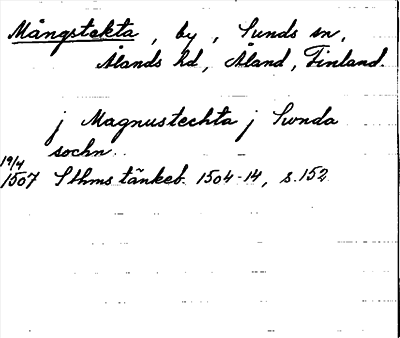 Mångstekta, by, Sunds sn,
Ålands hd, Åland, Finland.
j Magnustechta j Swnda
sochn
19/4
1507 Sthms tänkeb. 1504-14, s. 152